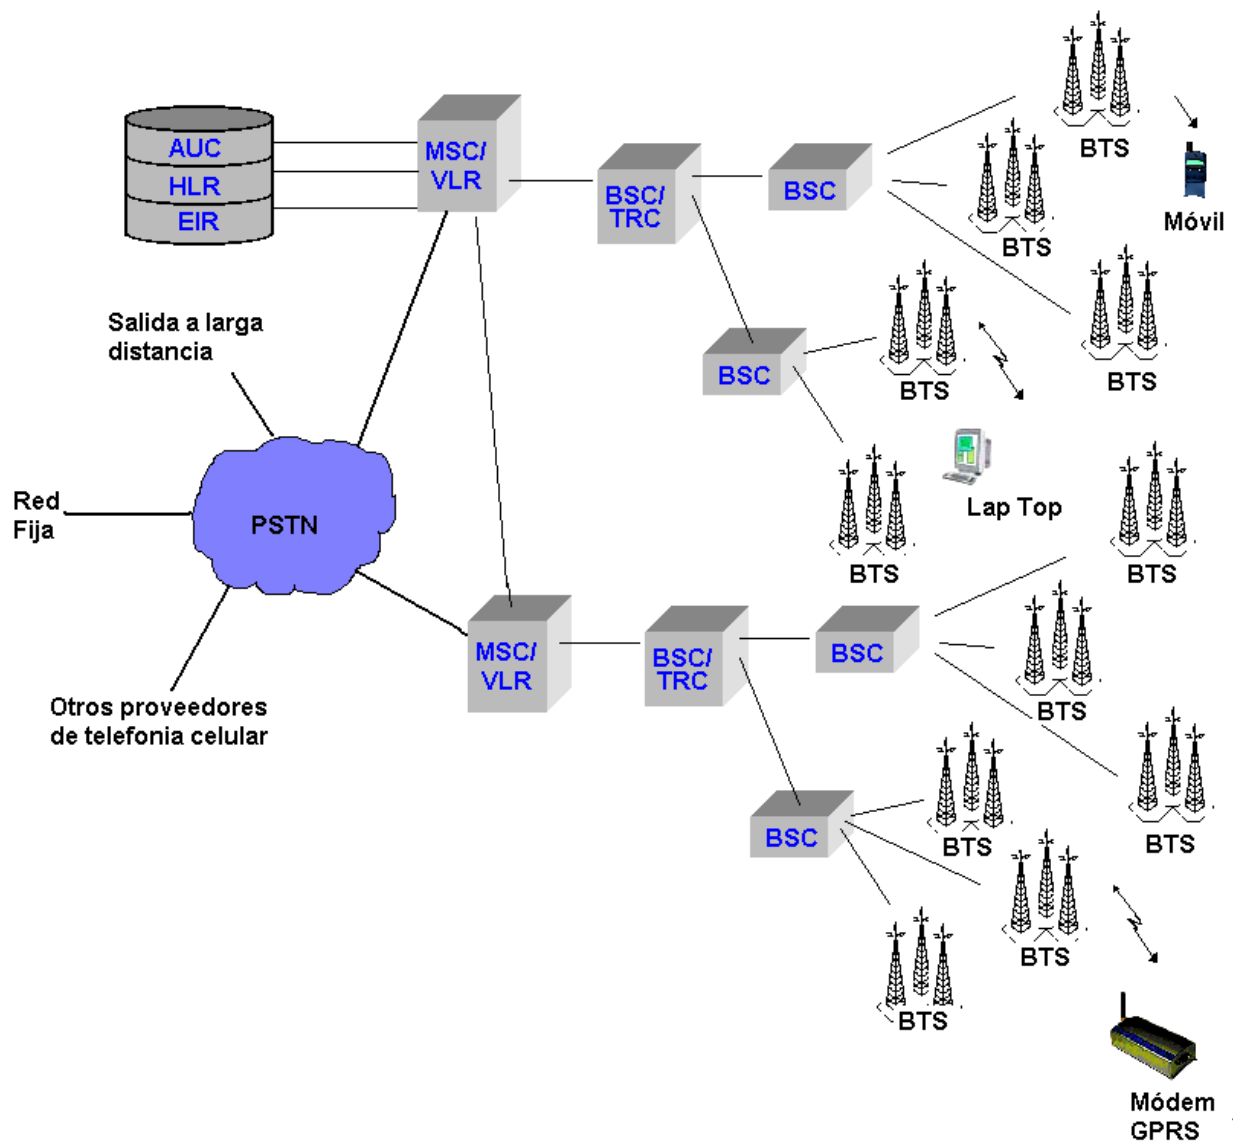 AUC
HLR
EIR
MSC/
VLR
BSC/
TRC
BSC
BTS
BTS
Móvil
BTS
Salida a larga
distancia
BSC
BTS
Lap Top
BTS
BTS
Red
Fija
PSTN
MSC/
VLR
BSC/
TRC
BSC
BTS
BTS
Otros proveedores
de telefonia celular
BSC
BTS
BTS
BTS
Módem
GPRS